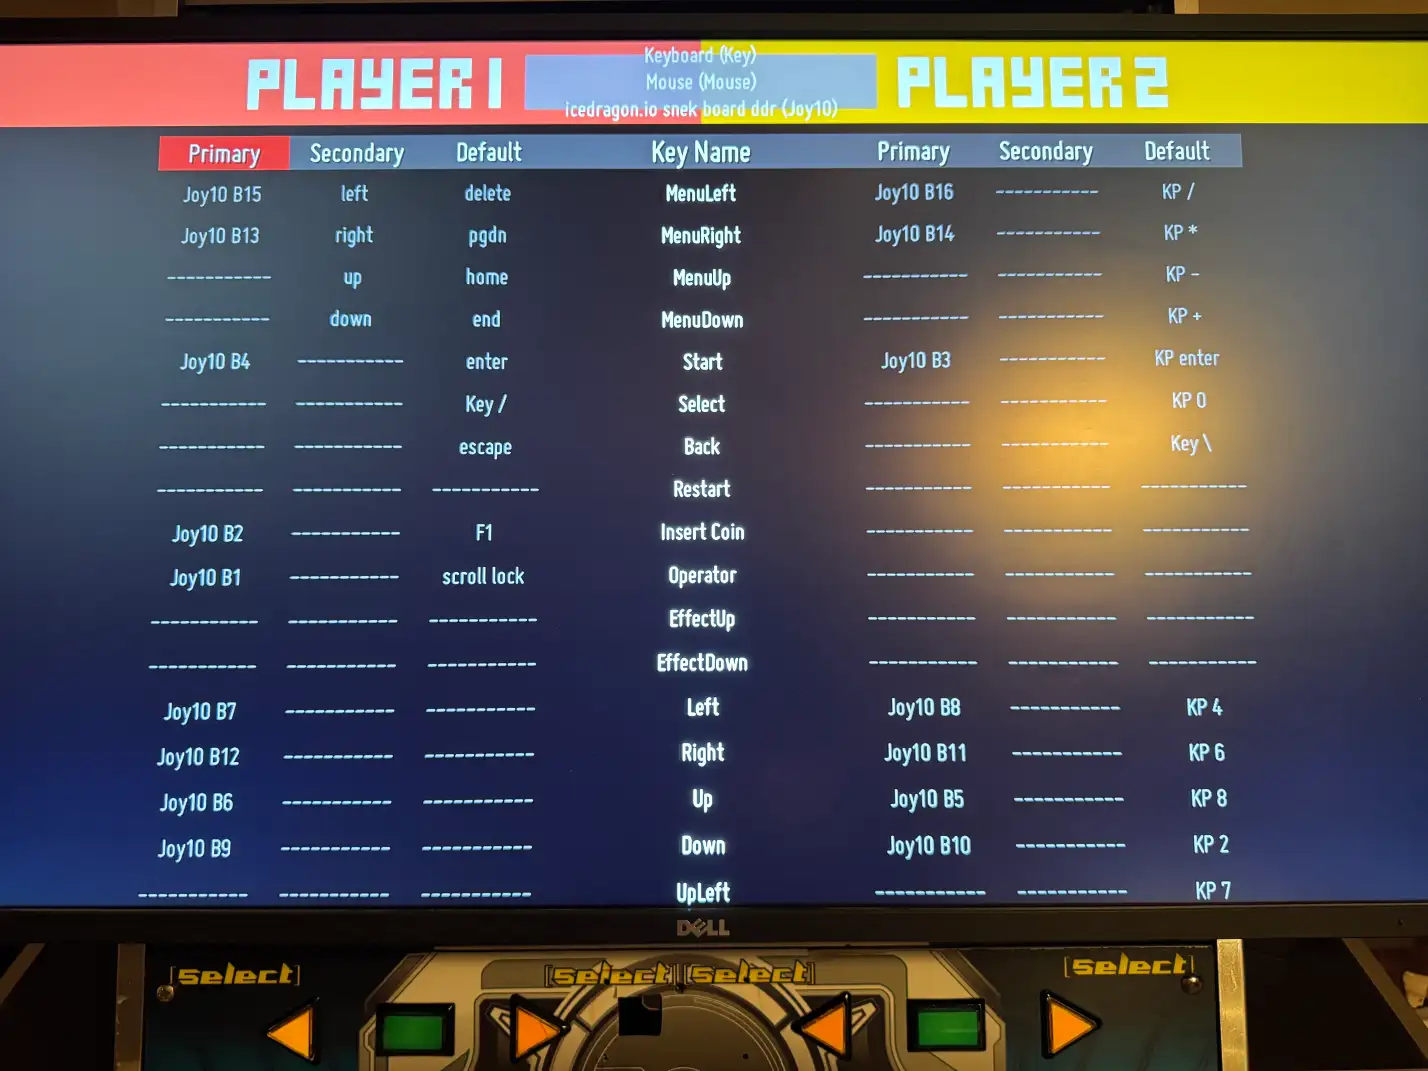 PLAYER 1 Keyboard (Key) PLAYER 2
Mouse (Mouse)
icedragon.io snek board ddr (Joy10)
Primary Secondary Default Key Name Primary Secondary Default
Joy10 B15 left delete MenuLeft Joy10 B16 ----------- KP /
Joy10 B13 right pgdn MenuRight Joy10 B14 ----------- KP *
----------- up home MenuUp ----------- ----------- KP -
----------- down end MenuDown ----------- ----------- KP +
Joy10 B4 ----------- enter Start Joy10 B3 ----------- KP enter
----------- ----------- Key / Select ----------- ----------- KP 0
----------- ----------- escape Back ----------- ----------- Key \
----------- ----------- ----------- Restart ----------- ----------- -----------
Joy10 B2 ----------- F1 Insert Coin ----------- ----------- -----------
Joy10 B1 ----------- scroll lock Operator ----------- ----------- -----------
----------- ----------- ----------- EffectUp ----------- ----------- -----------
----------- ----------- ----------- EffectDown ----------- ----------- -----------
Joy10 B7 ----------- ----------- Left Joy10 B8 ----------- KP 4
Joy10 B12 ----------- ----------- Right Joy10 B11 ----------- KP 6
Joy10 B6 ----------- ----------- Up Joy10 B5 ----------- KP 8
Joy10 B9 ----------- ----------- Down Joy10 B10 ----------- KP 2
----------- ----------- ----------- UpLeft ----------- ----------- KP 7
DELL
[select] [select] [select] [select]